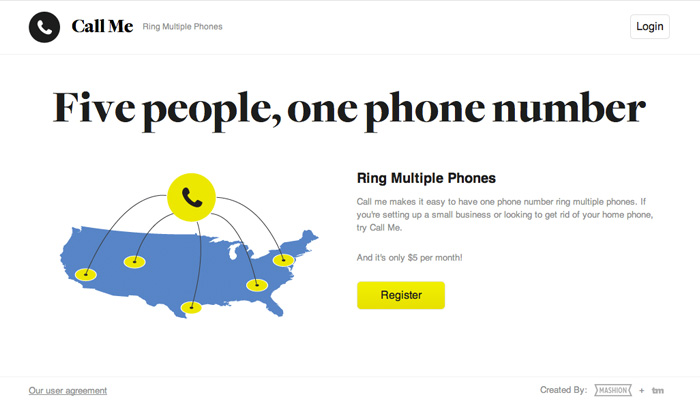 Call Me
Ring Multiple Phones
Login
Five people, one phone number
Ring Multiple Phones
Call me makes it easy to have one phone number ring multiple phones. If
you're setting up a small business or looking to get rid of your home phone,
try Call Me.
And it's only $5 per month!
Register
Our user agreement
Created By: MASHION + tm